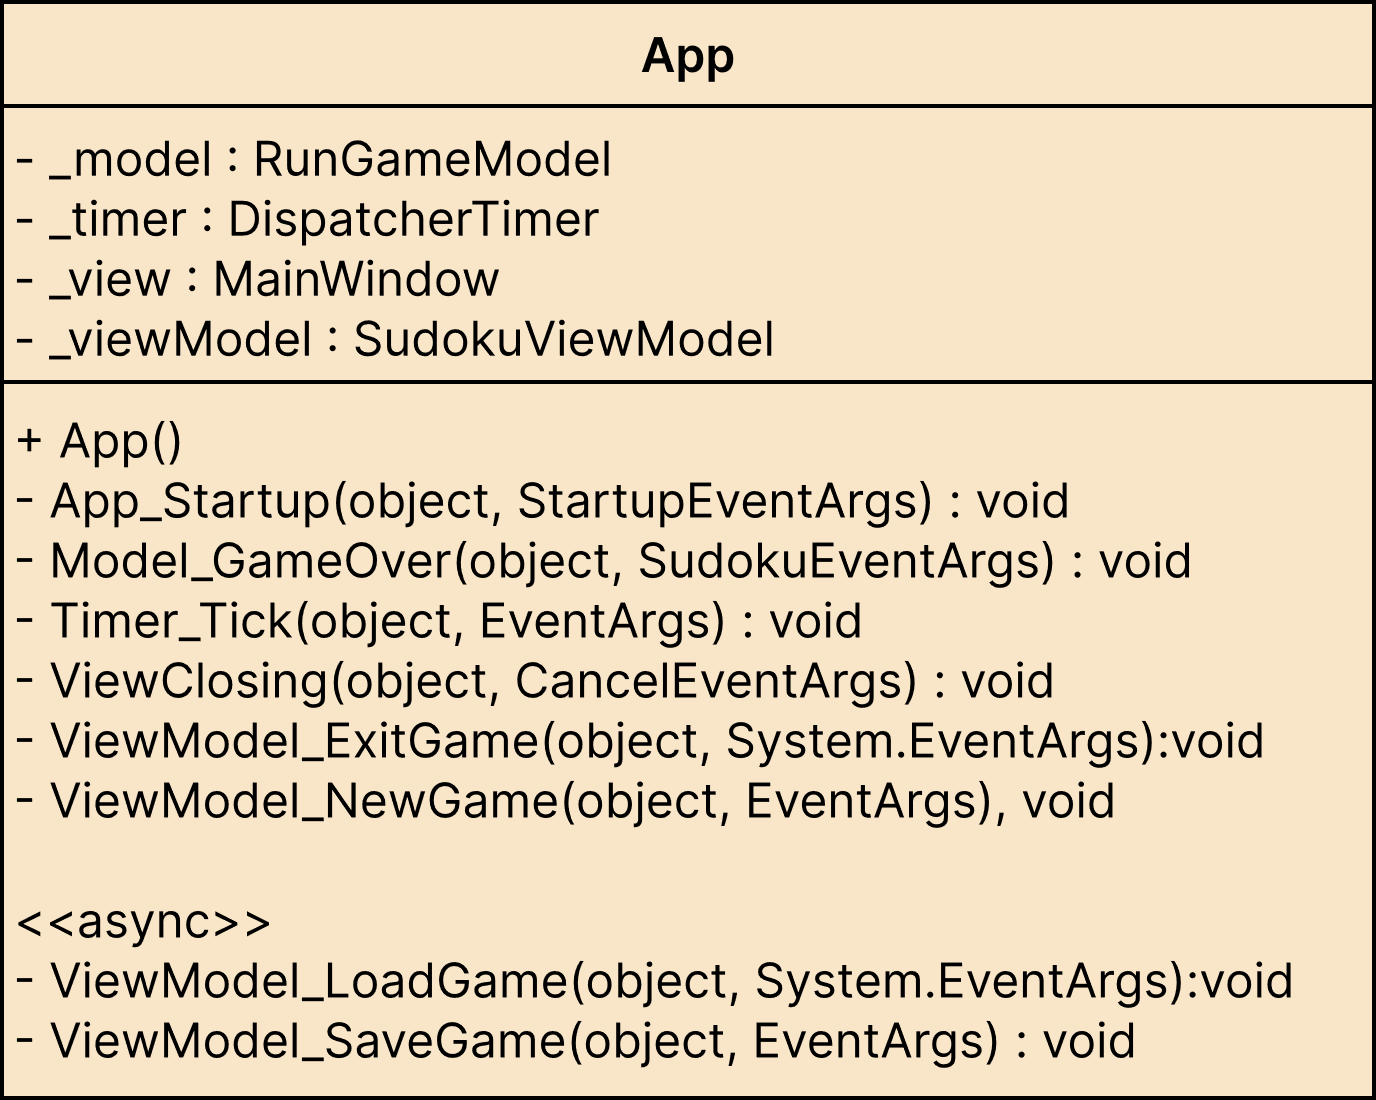 App
- _model : RunGameModel
- _timer : DispatcherTimer
- _view : MainWindow
- _viewModel : SudokuViewModel
+ App()
- App_Startup(object, StartupEventArgs) : void
- Model_GameOver(object, SudokuEventArgs) : void
- Timer_Tick(object, EventArgs) : void
- ViewClosing(object, CancelEventArgs) : void
- ViewModel_ExitGame(object, System.EventArgs):void
- ViewModel_NewGame(object, EventArgs), void
<<async>>
- ViewModel_LoadGame(object, System.EventArgs):void
- ViewModel_SaveGame(object, EventArgs) : void